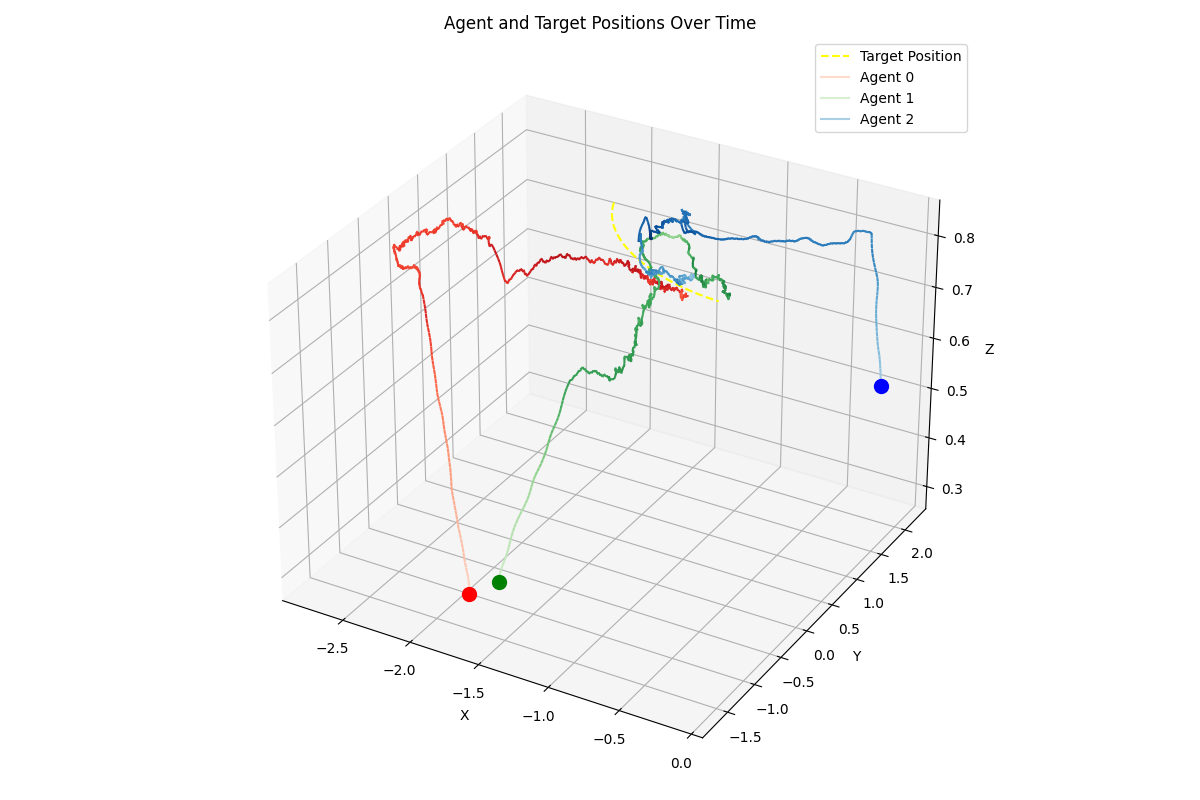 Agent and Target Positions Over Time
Target Position
Agent 0
Agent 1
Agent 2
0.8
0.7
Z
0.6
0.5
0.4
0.3
2.0
1.5
1.0
0.5
0.0
Y
−0.5
−1.0
−1.5
−2.5
−2.0
−1.5
X
−1.0
−0.5
0.0